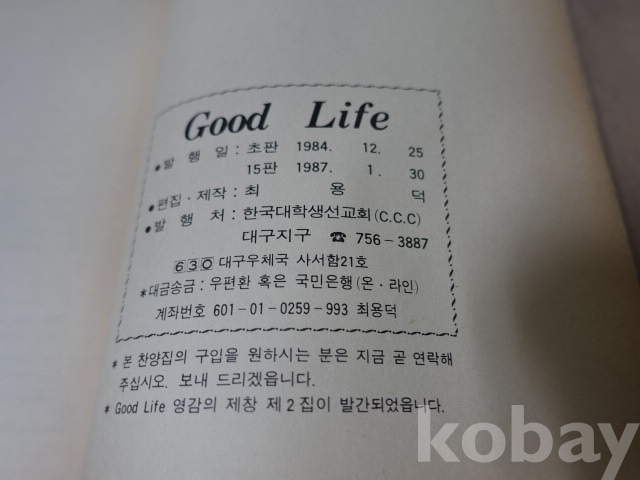 Good Life
*발 행 일 : 초판 1984. 12. 25
15판 1987. 1. 30
*편집 · 제작 : 최 용 덕
*발 행 처 : 한국대학생선교회(C.C.C)
대구지구 ☎ 756-3887
630 대구우체국 사서함21호
*대금송금 : 우편환 혹은 국민은행(온 · 라인)
계좌번호 601-01-0259-993 최용덕
* 본 찬양집의 구입을 원하시는 분은 지금 곧 연락해
주십시오. 보내 드리겠읍니다.
* Good Life 영감의 제창 제2집이 발간되었읍니다.
kobay